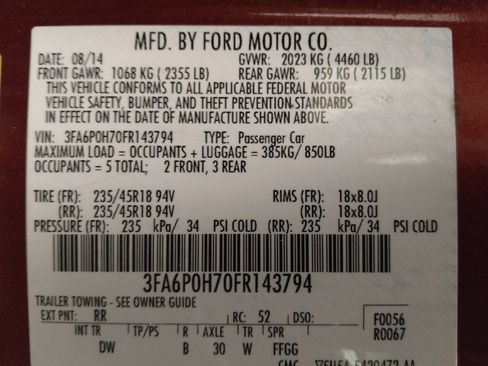 MFD. BY FORD MOTOR CO.
DATE: 08/14 GVWR: 2023 KG ( 4460 LB)
FRONT GAWR: 1068 KG ( 2355 LB) REAR GAWR: 959 KG ( 2115 LB)
THIS VEHICLE CONFORMS TO ALL APPLICABLE FEDERAL MOTOR
VEHICLE SAFETY, BUMPER, AND THEFT PREVENTION STANDARDS
IN EFFECT ON THE DATE OF MANUFACTURE SHOWN ABOVE.
VIN: 3FA6P0H70FR143794 TYPE: Passenger Car
MAXIMUM LOAD = OCCUPANTS + LUGGAGE = 385KG/ 850LB
OCCUPANTS = 5 TOTAL; 2 FRONT, 3 REAR
TIRE (FR): 235/45R18 94V RIMS (FR): 18x8.0J
(RR): 235/45R18 94V (RR): 18x8.0J
PRESSURE (FR): 235 kPa/ 34 PSI COLD (RR): 235 kPa/ 34 PSI COLD
3FA6P0H70FR143794
TRAILER TOWING - SEE OWNER GUIDE
EXT PNT: RR RC: 52 DSO: F0056
R0067
INT TR TP/PS R AXLE TR SPR
DW B 30 W FFGG